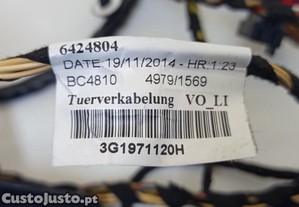 6424804
DATE:19/11/2014 - HR:1:23
BC4810 4979/1569
Tuerverkabelung VO_LI
3G1971120H
CustoJusto.pt